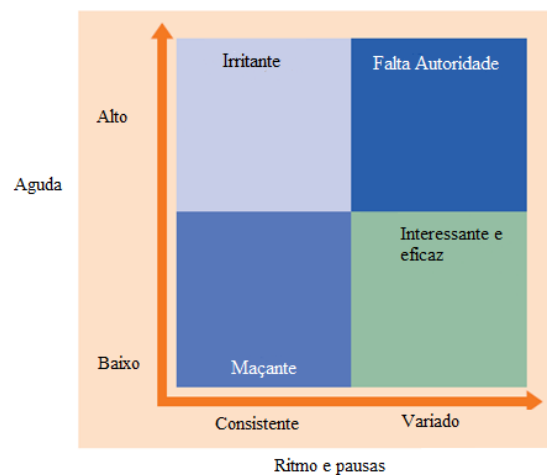 Irritante
Falta Autoridade
Alto
Aguda
Interessante e
eficaz
Baixo
Maçante
Consistente
Variado
Ritmo e pausas